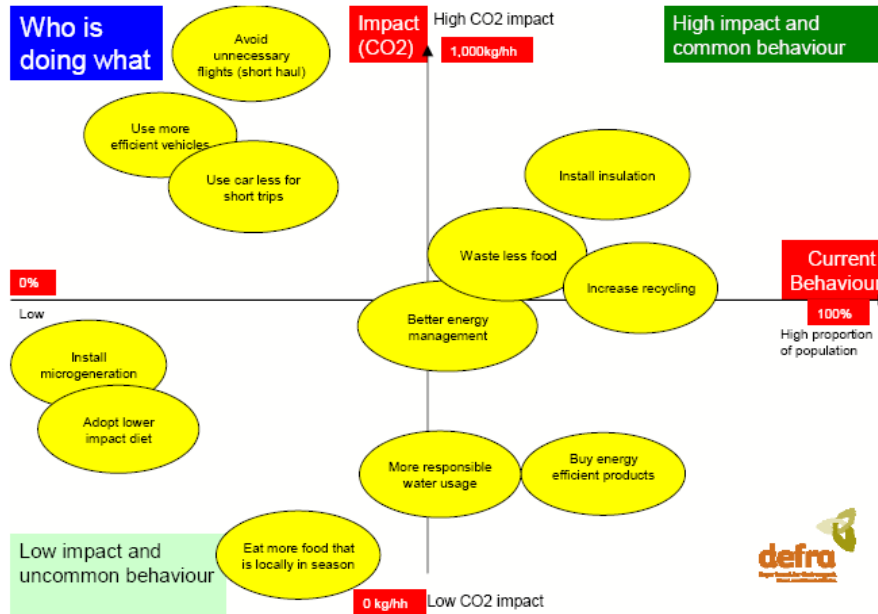 Who is
doing what
Avoid
unnecessary
flights (short haul)
Impact
(CO2)
High CO2 impact
1,000kg/hh
High impact and
common behaviour
Use more
efficient vehicles
Use car less for
short trips
Install insulation
Waste less food
Increase recycling
Current
Behaviour
0%
Low
100%
High proportion
of population
Better energy
management
Install
microgeneration
Adopt lower
impact diet
More responsible
water usage
Buy energy
efficient products
Low impact and
uncommon behaviour
Eat more food that
is locally in season
defra
0 kg/hh
Low CO2 impact